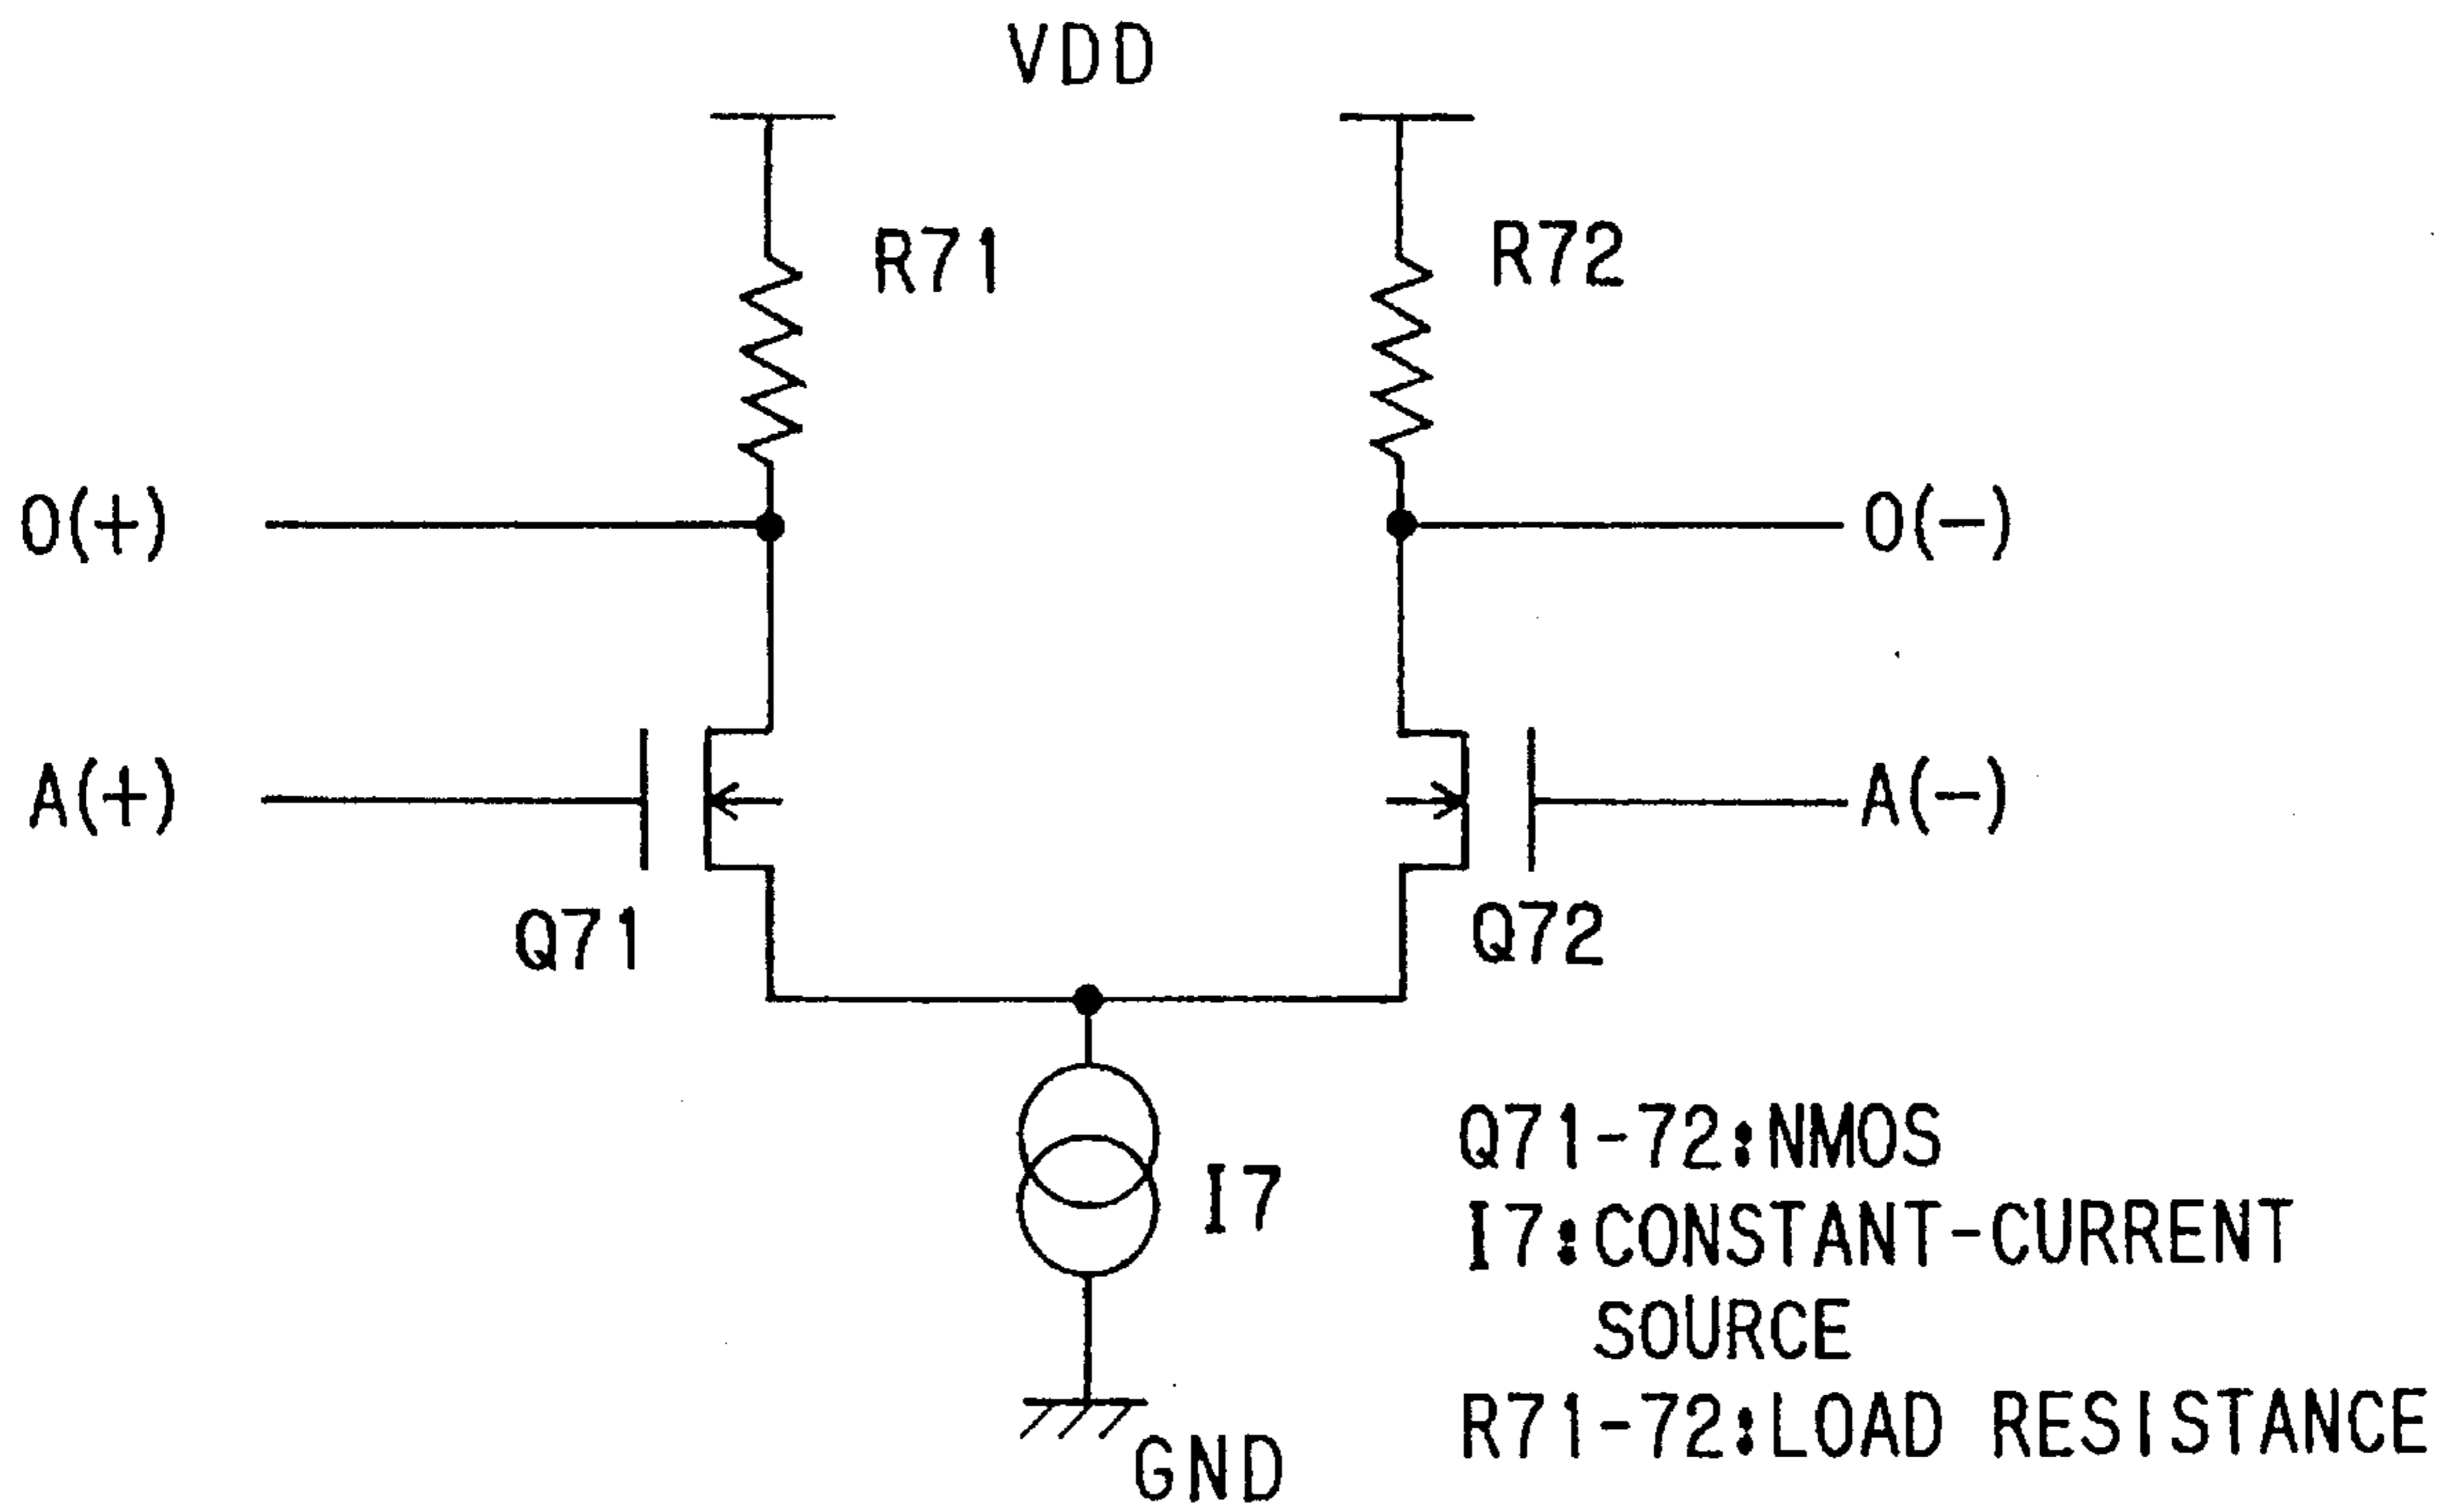 VDD
R71
R72
O(+)
O(-)
A(+)
A(-)
Q71
Q72
I7
Q71-72:NMOS
I7:CONSTANT-CURRENT
SOURCE
R71-72:LOAD RESISTANCE
GND